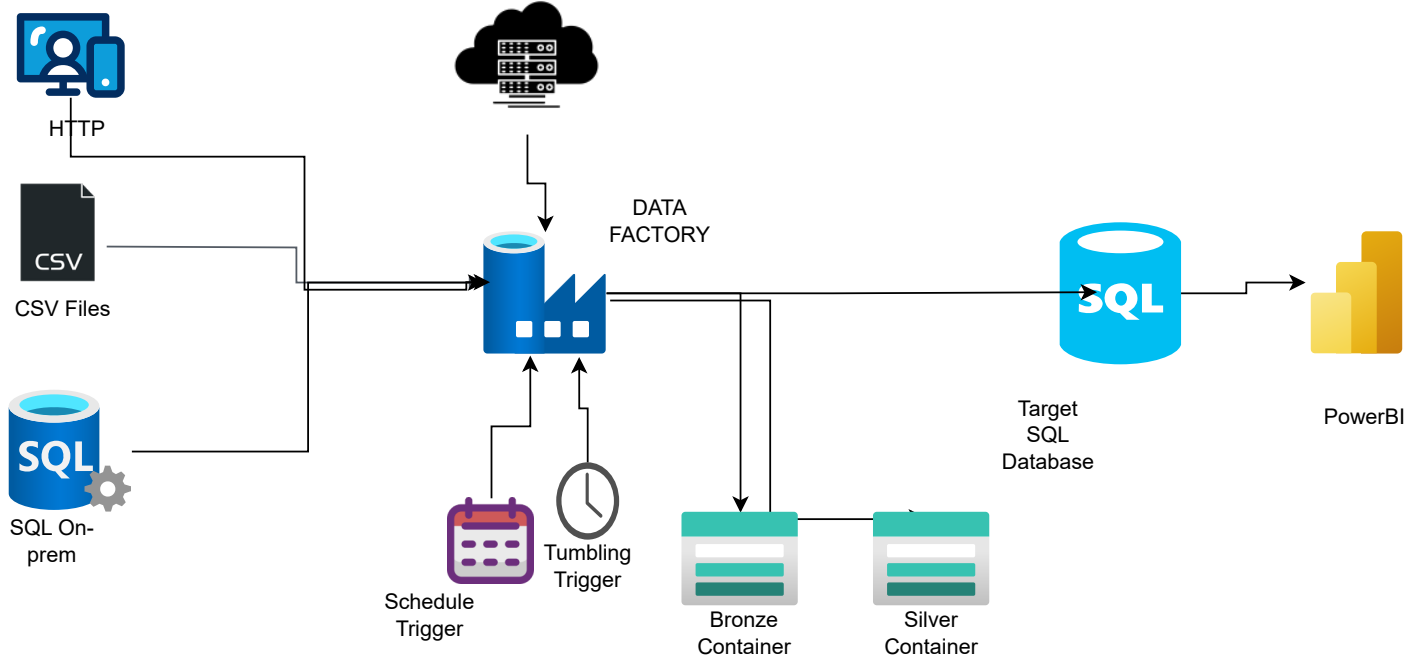 HTTP
DATA
FACTORY
CSV
CSV Files
SQL
SQL
Target
SQL
Database
PowerBI
SQL On-
prem
Tumbling
Trigger
Schedule
Trigger
Bronze
Container
Silver
Container